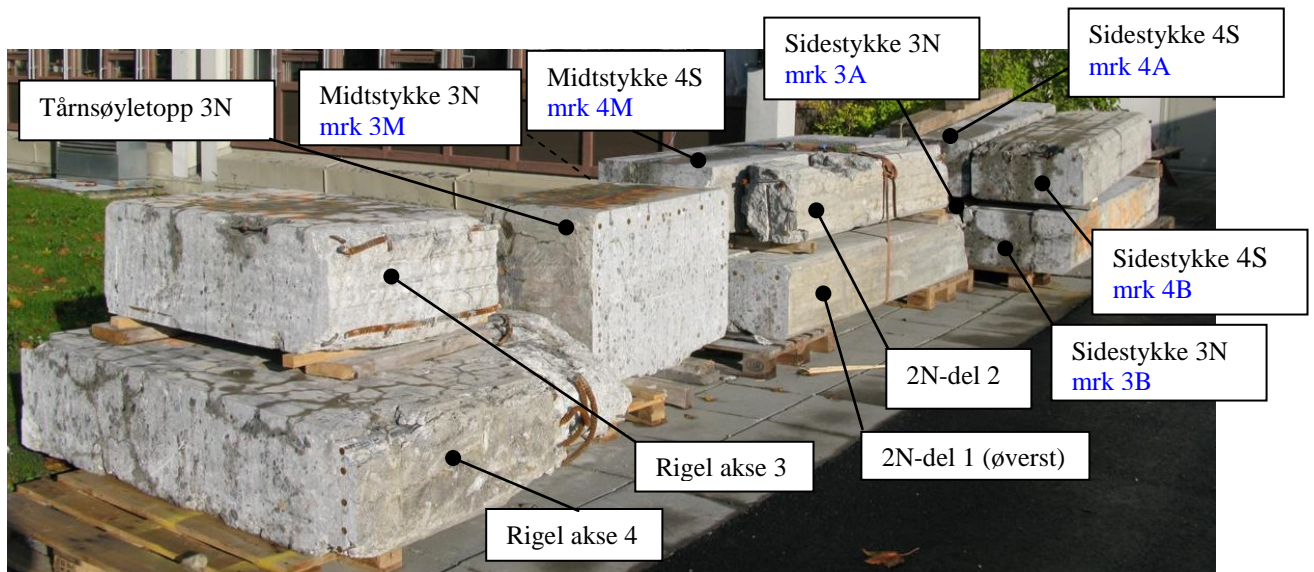 Tårnsøyletopp 3N
Midtstykke 3N
mrk 3M
Midtstykke 4S
mrk 4M
Sidestykke 3N
mrk 3A
Sidestykke 4S
mrk 4A
Sidestykke 4S
mrk 4B
Sidestykke 3N
mrk 3B
2N-del 2
2N-del 1 (øverst)
Rigel akse 3
Rigel akse 4